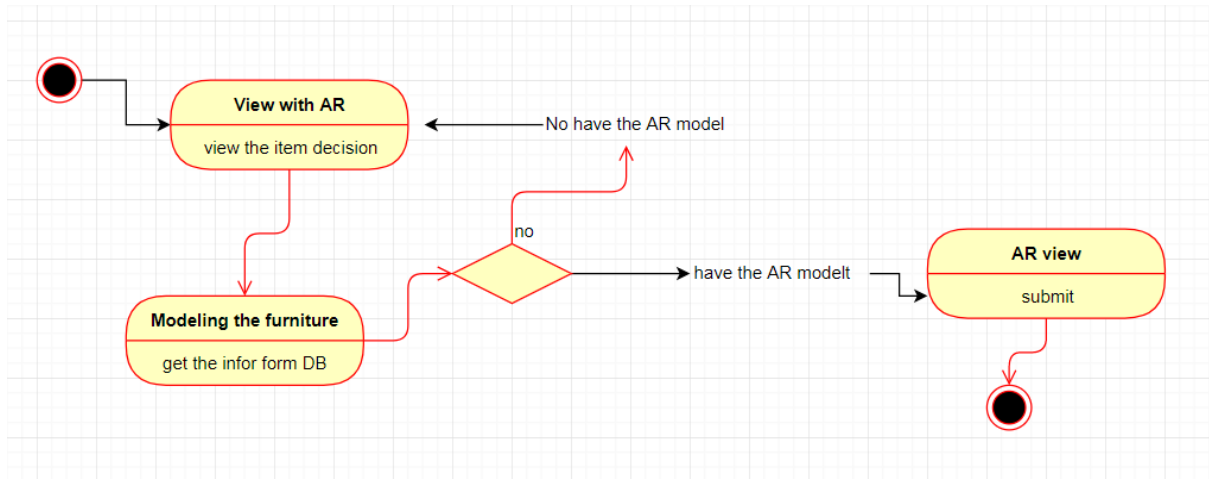 View with AR
view the item decision
No have the AR model
no
have the AR modelt
AR view
submit
Modeling the furniture
get the infor form DB